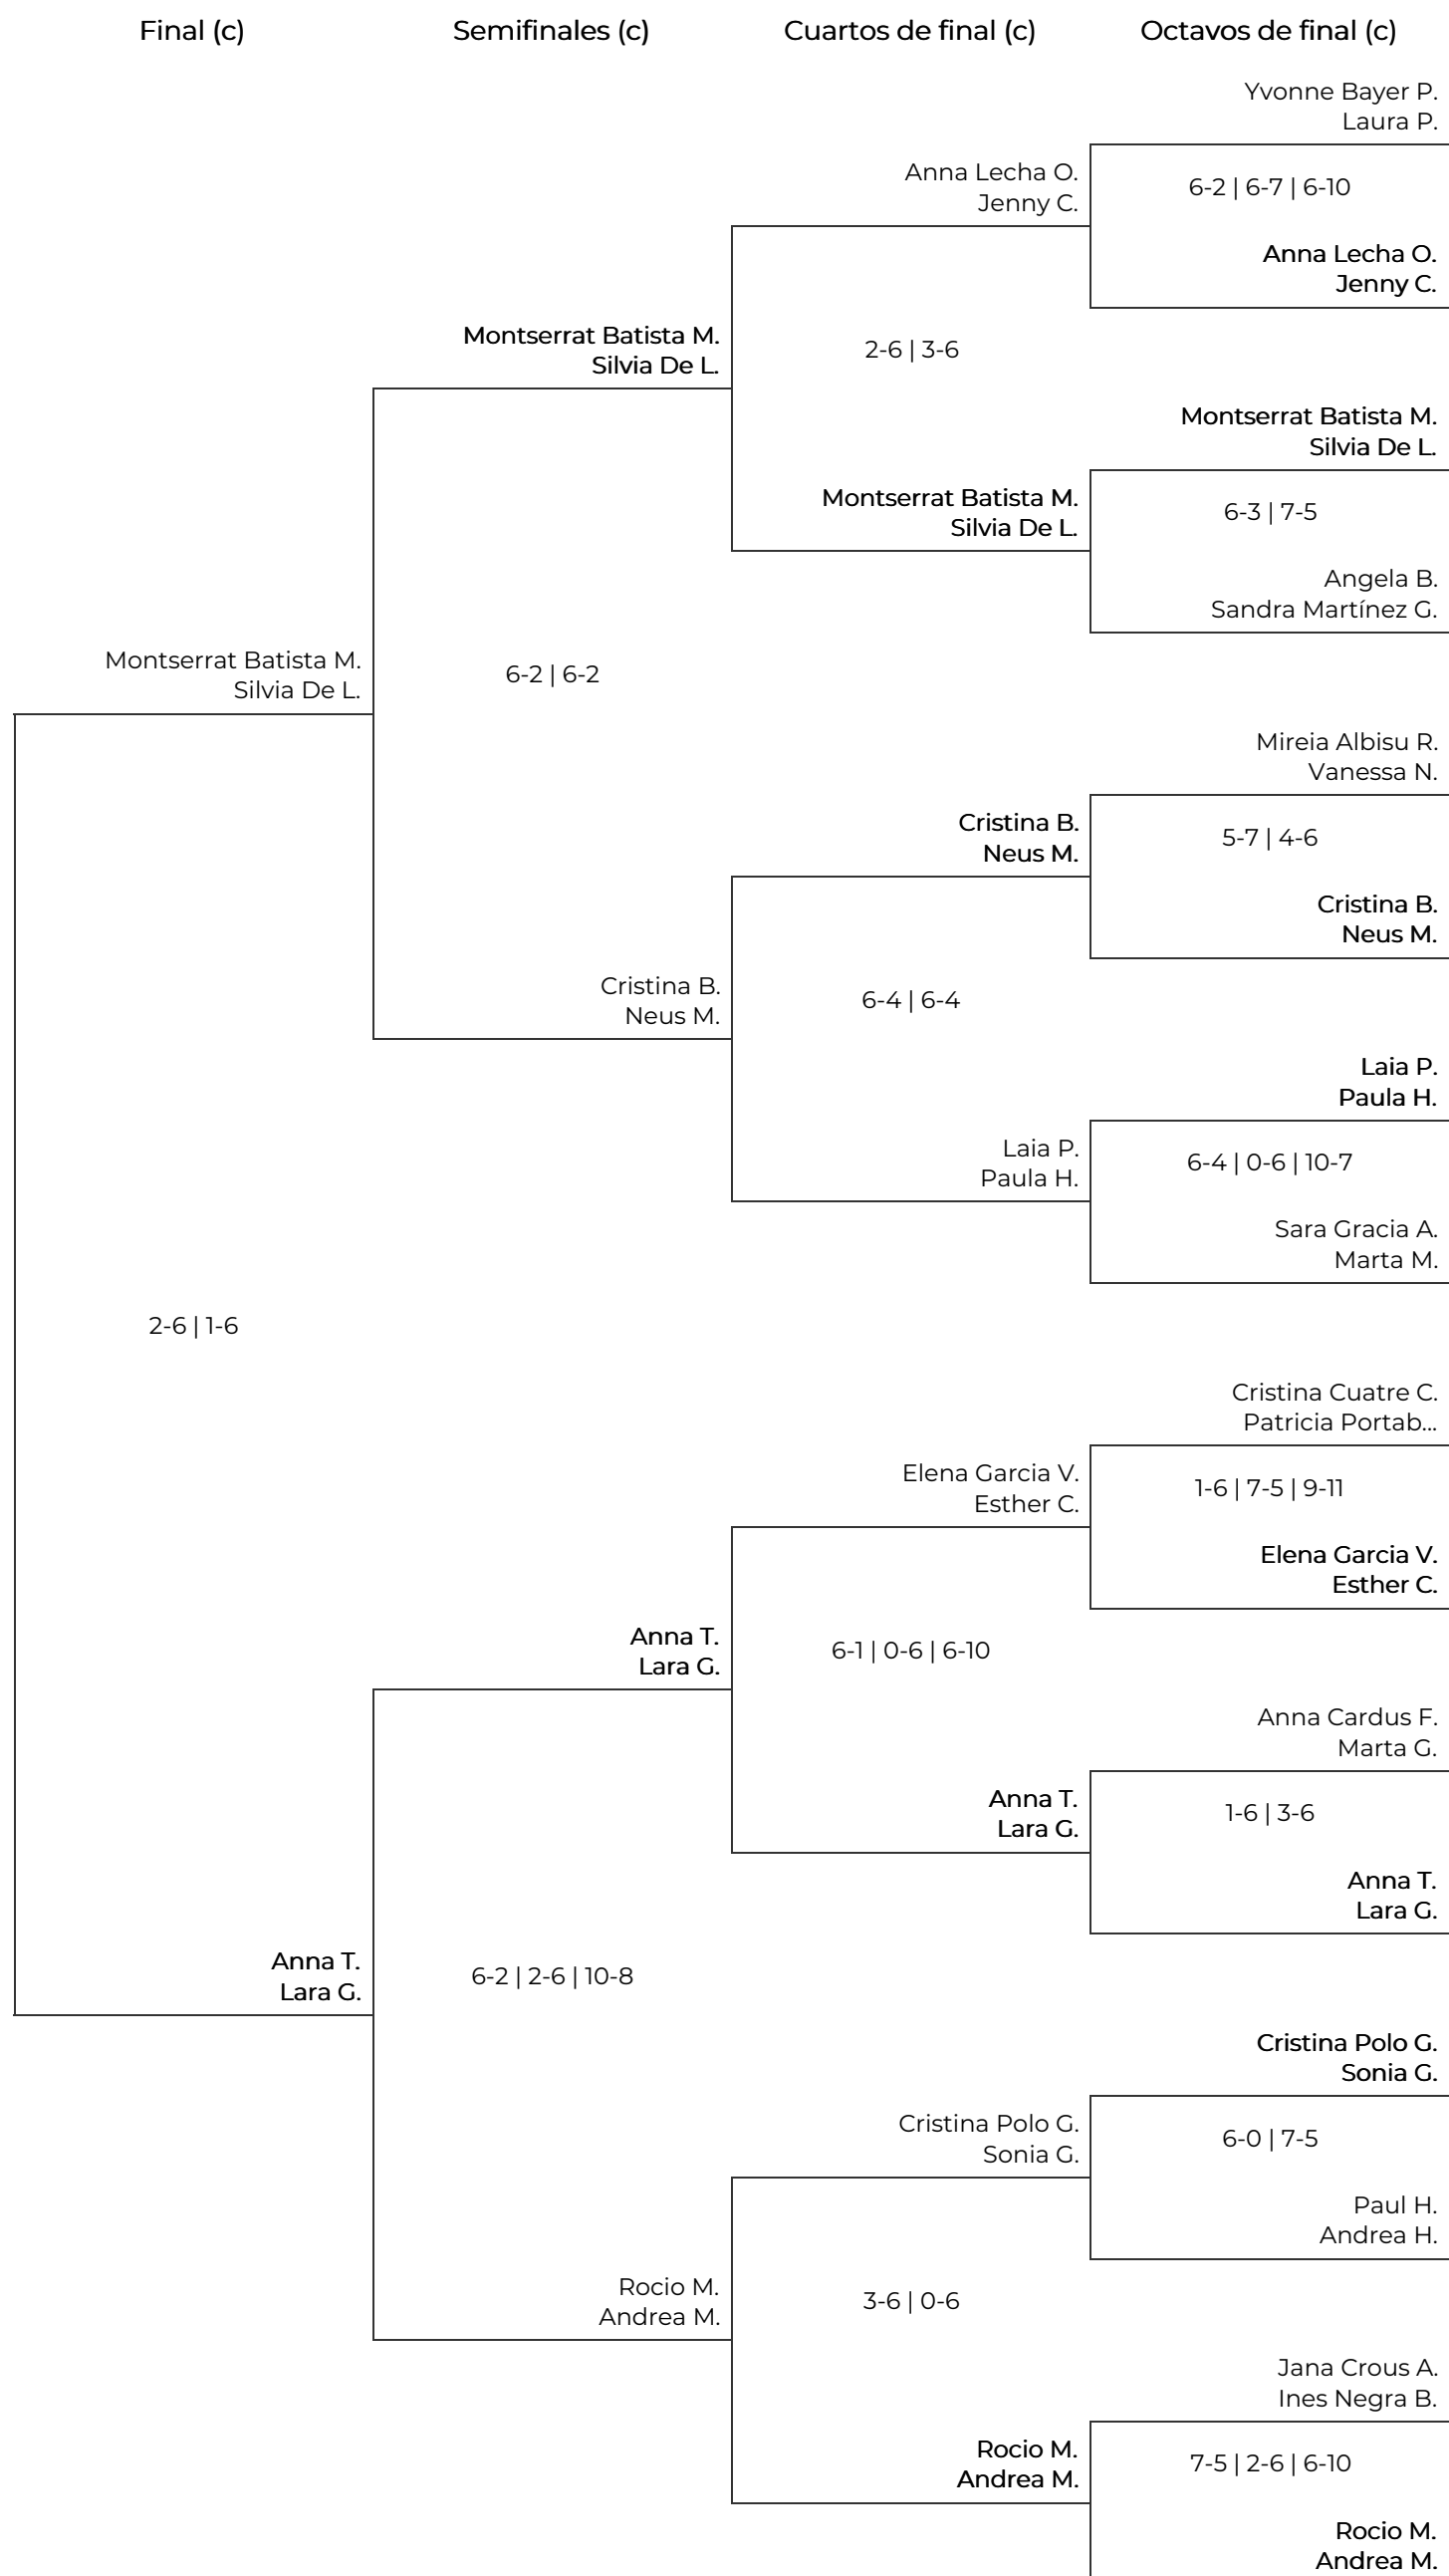 Final (c)
Semifinales (c)
Cuartos de final (c)
Octavos de final (c)
Yvonne Bayer P.
Laura P.
Anna Lecha O.
Jenny C.
6-2 | 6-7 | 6-10
Anna Lecha O.
Jenny C.
Montserrat Batista M.
Silvia De L.
2-6 | 3-6
Montserrat Batista M.
Silvia De L.
Montserrat Batista M.
Silvia De L.
6-3 | 7-5
Angela B.
Sandra Martínez G.
Montserrat Batista M.
Silvia De L.
6-2 | 6-2
Mireia Albisu R.
Vanessa N.
Cristina B.
Neus M.
5-7 | 4-6
Cristina B.
Neus M.
Cristina B.
Neus M.
6-4 | 6-4
Laia P.
Paula H.
Laia P.
Paula H.
6-4 | 0-6 | 10-7
Sara Gracia A.
Marta M.
2-6 | 1-6
Cristina Cuatre C.
Patricia Portab...
Elena Garcia V.
Esther C.
1-6 | 7-5 | 9-11
Elena Garcia V.
Esther C.
Anna T.
Lara G.
6-1 | 0-6 | 6-10
Anna Cardus F.
Marta G.
Anna T.
Lara G.
1-6 | 3-6
Anna T.
Lara G.
Anna T.
Lara G.
6-2 | 2-6 | 10-8
Cristina Polo G.
Sonia G.
Cristina Polo G.
Sonia G.
6-0 | 7-5
Paul H.
Andrea H.
Rocio M.
Andrea M.
3-6 | 0-6
Jana Crous A.
Ines Negra B.
Rocio M.
Andrea M.
7-5 | 2-6 | 6-10
Rocio M.
Andrea M.